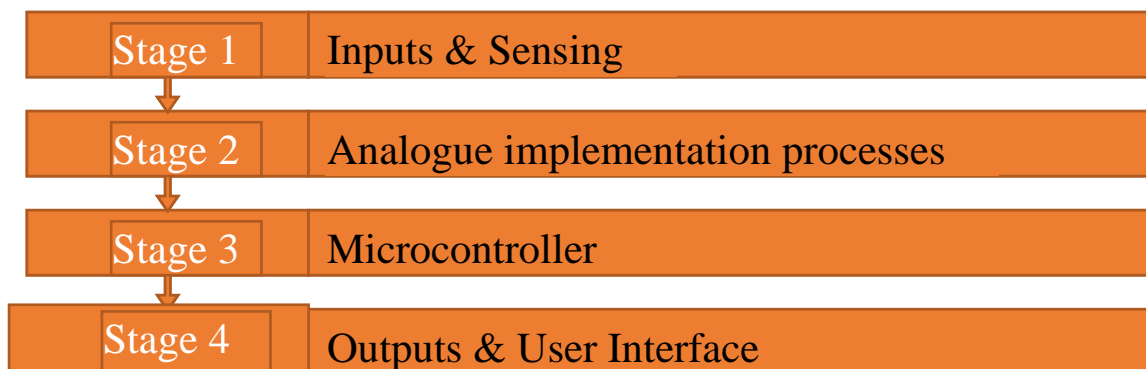 Stage 1 Inputs & Sensing
Stage 2 Analogue implementation processes
Stage 3 Microcontroller
Stage 4 Outputs & User Interface